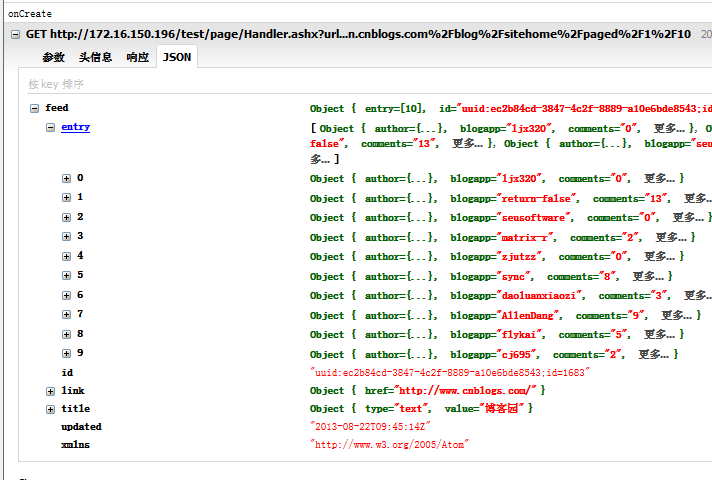 onCreate
GET http://172.16.150.196/test/page/Handler.ashx?url...n.cnblogs.com%2Fblog%2Fsitehome%2Fpaged%2F1%2F10 20
参数 头信息 响应 JSON
按 key 排序
feed Object { entry=[10], id="uuid:ec2b84cd-3847-4c2f-8889-a10e6bde8543;id
entry [ Object { author={...}, blogapp="ljx320", comments="0", 更多... }, O
false", comments="13", 更多... }, Object { author={...}, blogapp="seu
多... ]
0 Object { author={...}, blogapp="ljx320", comments="0", 更多... }
1 Object { author={...}, blogapp="return-false", comments="13", 更多..
2 Object { author={...}, blogapp="seusoftware", comments="0", 更多...
3 Object { author={...}, blogapp="matrix-r", comments="2", 更多... }
4 Object { author={...}, blogapp="zjutzz", comments="0", 更多... }
5 Object { author={...}, blogapp="sync", comments="8", 更多... }
6 Object { author={...}, blogapp="daoluanxiaozi", comments="3", 更多..
7 Object { author={...}, blogapp="AllenDang", comments="9", 更多... }
8 Object { author={...}, blogapp="flykai", comments="5", 更多... }
9 Object { author={...}, blogapp="cj695", comments="2", 更多... }
id "uuid:ec2b84cd-3847-4c2f-8889-a10e6bde8543;id=1683"
link Object { href="http://www.cnblogs.com/" }
title Object { type="text", value="博客园" }
updated "2013-08-22T09:45:14Z"
xmlns "http://www.w3.org/2005/Atom"